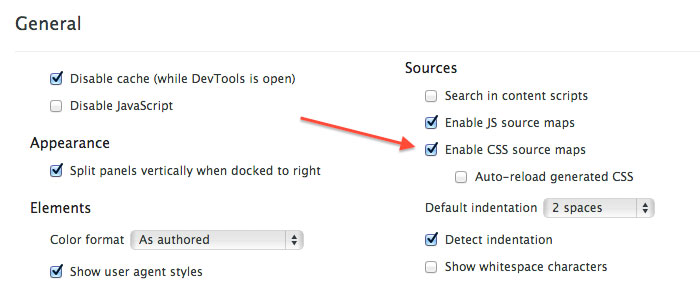 General
Disable cache (while DevTools is open)
Disable JavaScript
Appearance
Split panels vertically when docked to right
Elements
Color format As authored
Show user agent styles
Sources
Search in content scripts
Enable JS source maps
Enable CSS source maps
Auto-reload generated CSS
Default indentation 2 spaces
Detect indentation
Show whitespace characters